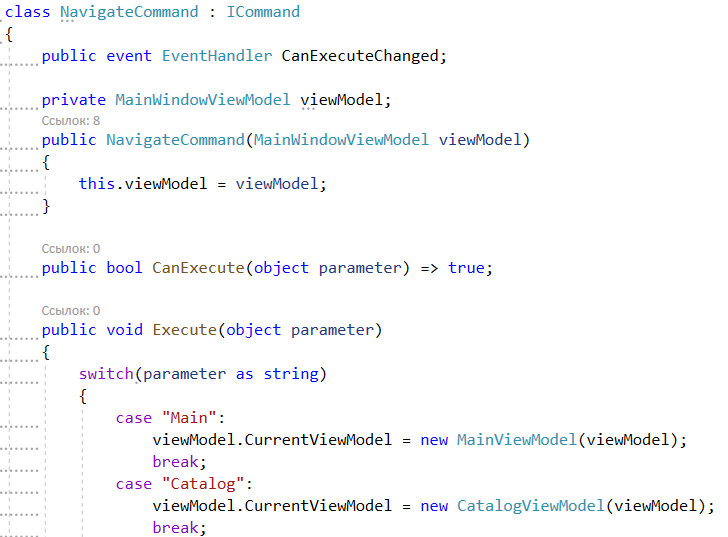 class NavigateCommand : ICommand
{
    public event EventHandler CanExecuteChanged;

    private MainWindowViewModel viewModel;
    Ссылок: 8
    public NavigateCommand(MainWindowViewModel viewModel)
    {
        this.viewModel = viewModel;
    }

    Ссылок: 0
    public bool CanExecute(object parameter) => true;

    Ссылок: 0
    public void Execute(object parameter)
    {
        switch(parameter as string)
        {
            case "Main":
                viewModel.CurrentViewModel = new MainViewModel(viewModel);
                break;
            case "Catalog":
                viewModel.CurrentViewModel = new CatalogViewModel(viewModel);
                break;